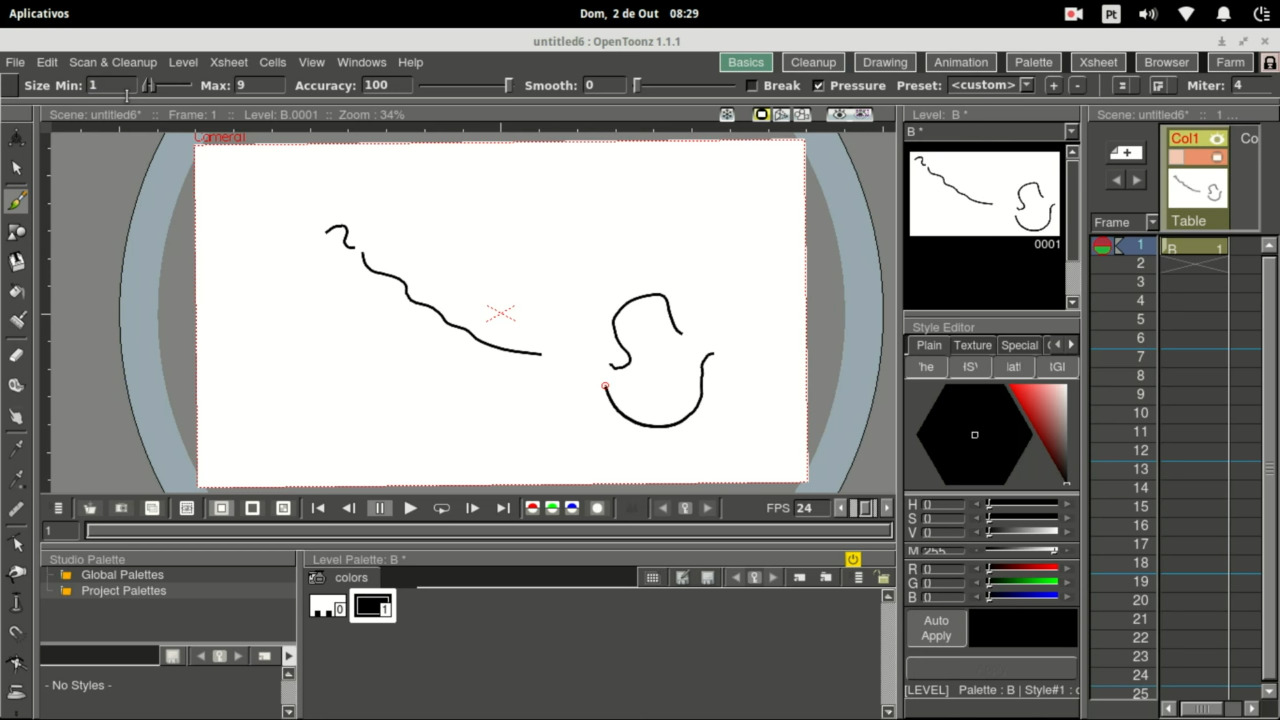 Aplicativos Dom, 2 de Out 08:29 Pt
untitled6 : OpenToonz 1.1.1
File Edit Scan & Cleanup Level Xsheet Cells View Windows Help Basics Cleanup Drawing Animation Palette Xsheet Browser Farm
Size Min: 1 Max: 9 Accuracy: 100 Smooth: 0 Break Pressure Preset: <custom> + - Miter: 4
Scene: untitled6* :: Frame: 1 :: Level: B.0001 :: Zoom : 34% Level: B * Scene: untitled6* :: 1 ...
Camera1
B *
Col1 Co
0001
Frame Table
1 B 1
2
3
4
5
6
7
8
9
10
11
12
13
14
15
16
17
18
19
20
21
22
23
24
25
Style Editor
Plain Texture Special
H 0
S 0
V 0
M 255
R 0
G 0
B 0
Auto
Apply
[LEVEL] Palette : B | Style#1 : c
FPS 24
1
Studio Palette
Global Palettes
Project Palettes
- No Styles -
Level Palette: B *
colors
0 1